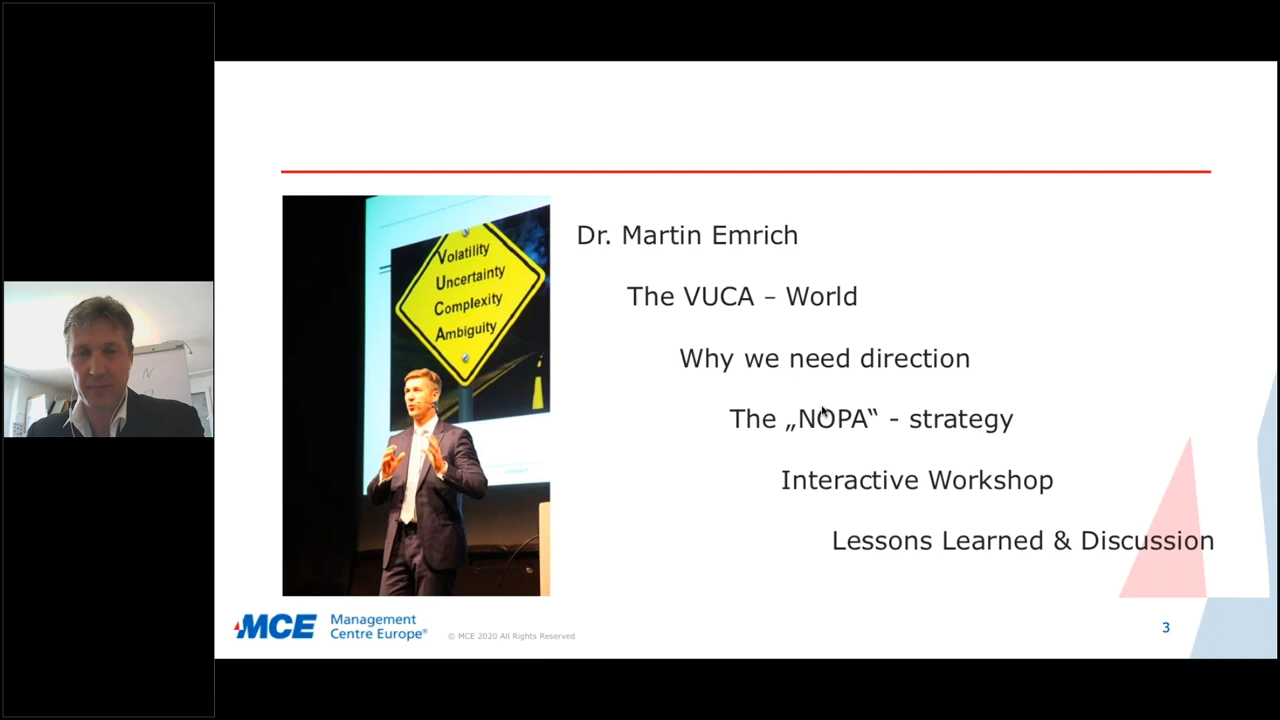 Volatility
Uncertainty
Complexity
Ambiguity
Dr. Martin Emrich
The VUCA – World
Why we need direction
The „NOPA“ - strategy
Interactive Workshop
Lessons Learned & Discussion
N
MCE Management
Centre Europe®
© MCE 2020 All Rights Reserved
3